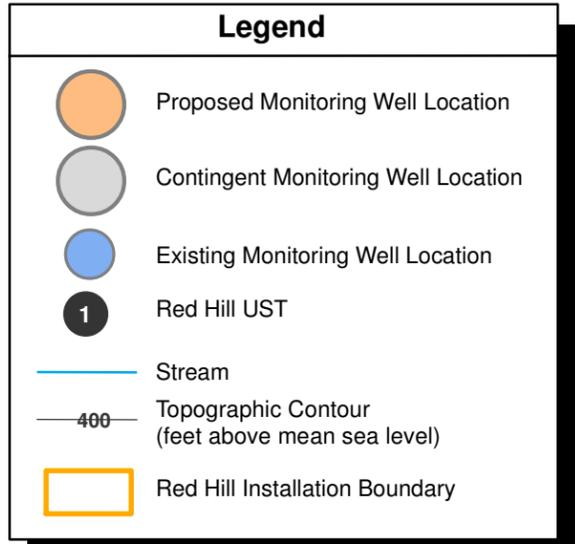 Legend
Proposed Monitoring Well Location
Contingent Monitoring Well Location
Existing Monitoring Well Location
1 Red Hill UST
Stream
400 Topographic Contour
(feet above mean sea level)
Red Hill Installation Boundary